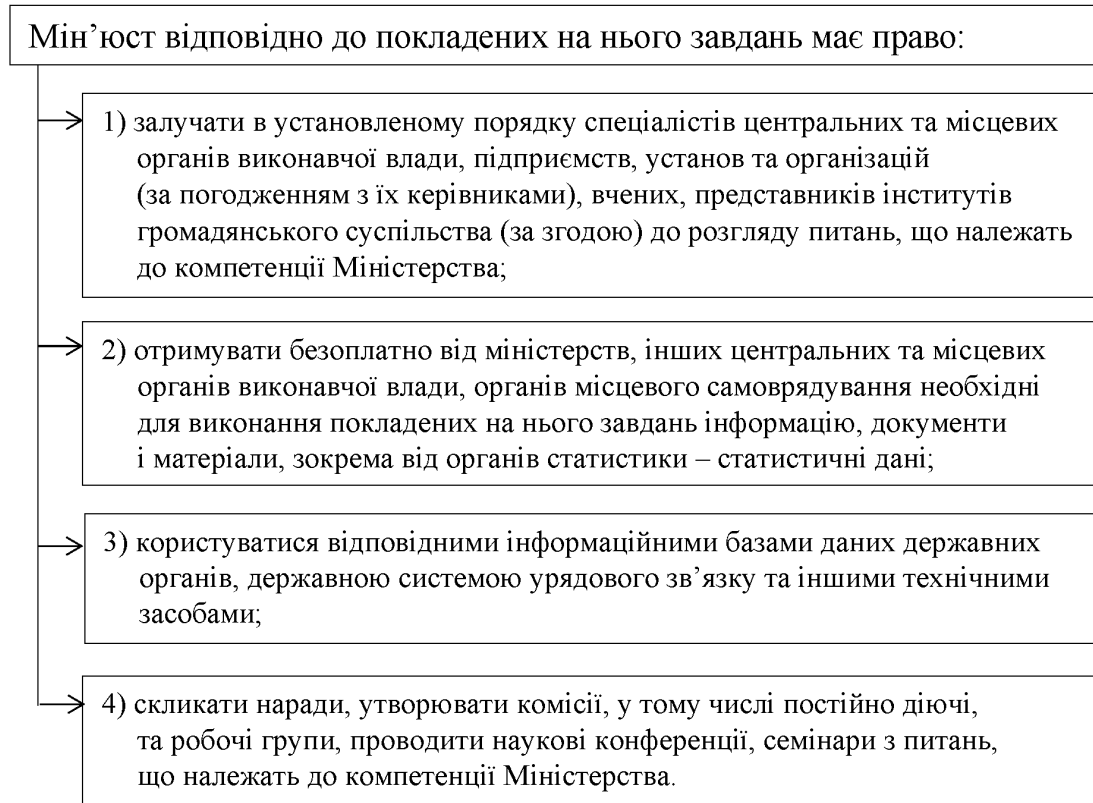 Мін’юст відповідно до покладених на нього завдань має право:
1) залучати в установленому порядку спеціалістів центральних та місцевих
органів виконавчої влади, підприємств, установ та організацій
(за погодженням з їх керівниками), вчених, представників інститутів
громадянського суспільства (за згодою) до розгляду питань, що належать
до компетенції Міністерства;
2) отримувати безоплатно від міністерств, інших центральних та місцевих
органів виконавчої влади, органів місцевого самоврядування необхідні
для виконання покладених на нього завдань інформацію, документи
і матеріали, зокрема від органів статистики – статистичні дані;
3) користуватися відповідними інформаційними базами даних державних
органів, державною системою урядового зв’язку та іншими технічними
засобами;
4) скликати наради, утворювати комісії, у тому числі постійно діючі,
та робочі групи, проводити наукові конференції, семінари з питань,
що належать до компетенції Міністерства.